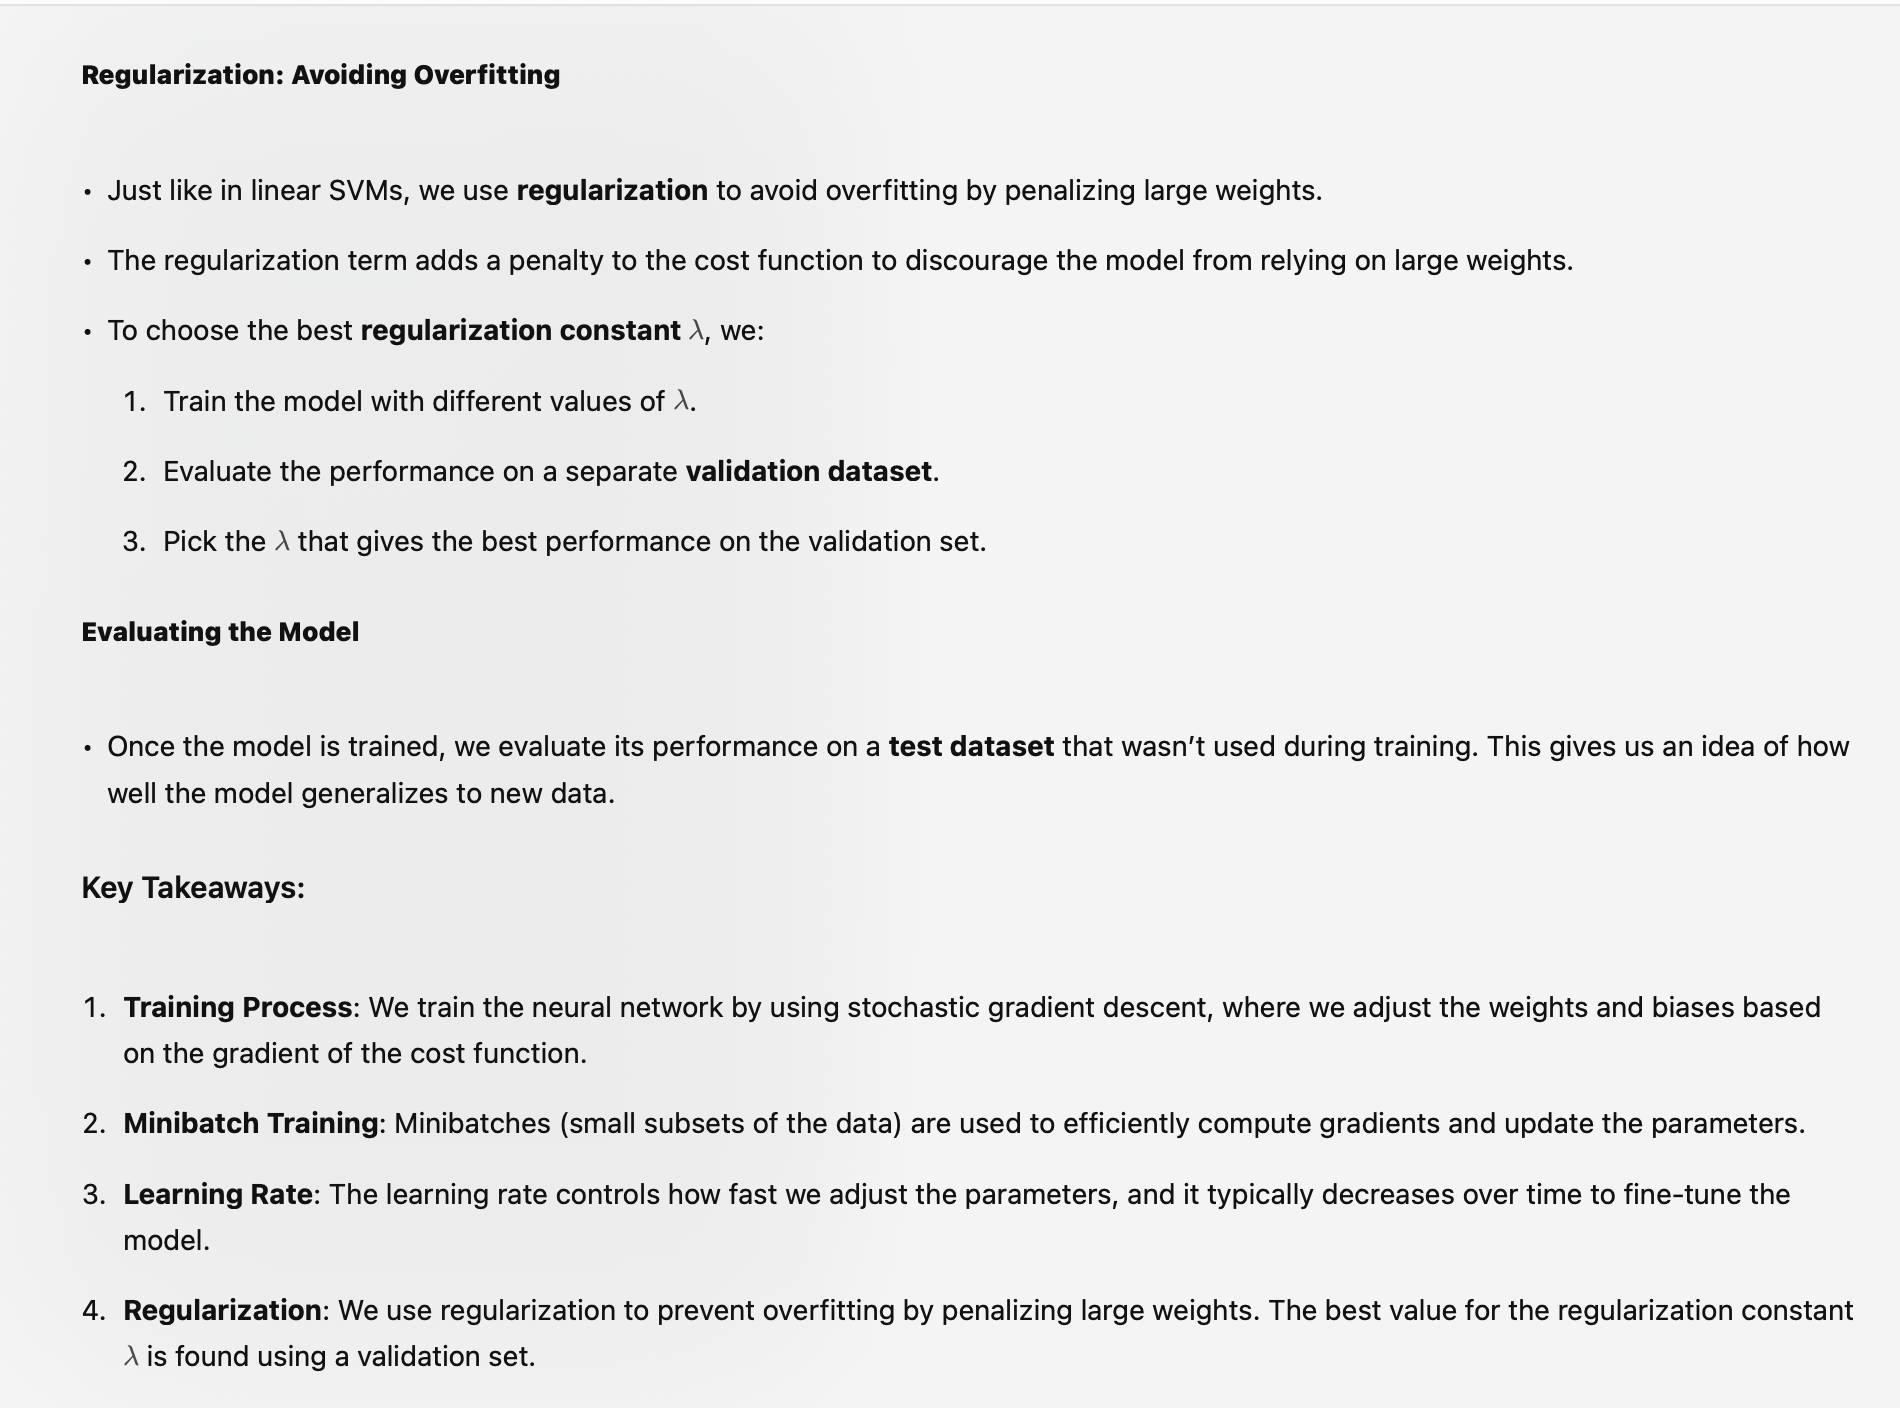 Regularization: Avoiding Overfitting
• Just like in linear SVMs, we use regularization to avoid overfitting by penalizing large weights.
• The regularization term adds a penalty to the cost function to discourage the model from relying on large weights.
• To choose the best regularization constant λ, we:
1. Train the model with different values of λ.
2. Evaluate the performance on a separate validation dataset.
3. Pick the λ that gives the best performance on the validation set.
Evaluating the Model
• Once the model is trained, we evaluate its performance on a test dataset that wasn’t used during training. This gives us an idea of how
well the model generalizes to new data.
Key Takeaways:
1. Training Process: We train the neural network by using stochastic gradient descent, where we adjust the weights and biases based
on the gradient of the cost function.
2. Minibatch Training: Minibatches (small subsets of the data) are used to efficiently compute gradients and update the parameters.
3. Learning Rate: The learning rate controls how fast we adjust the parameters, and it typically decreases over time to fine-tune the
model.
4. Regularization: We use regularization to prevent overfitting by penalizing large weights. The best value for the regularization constant
λ is found using a validation set.